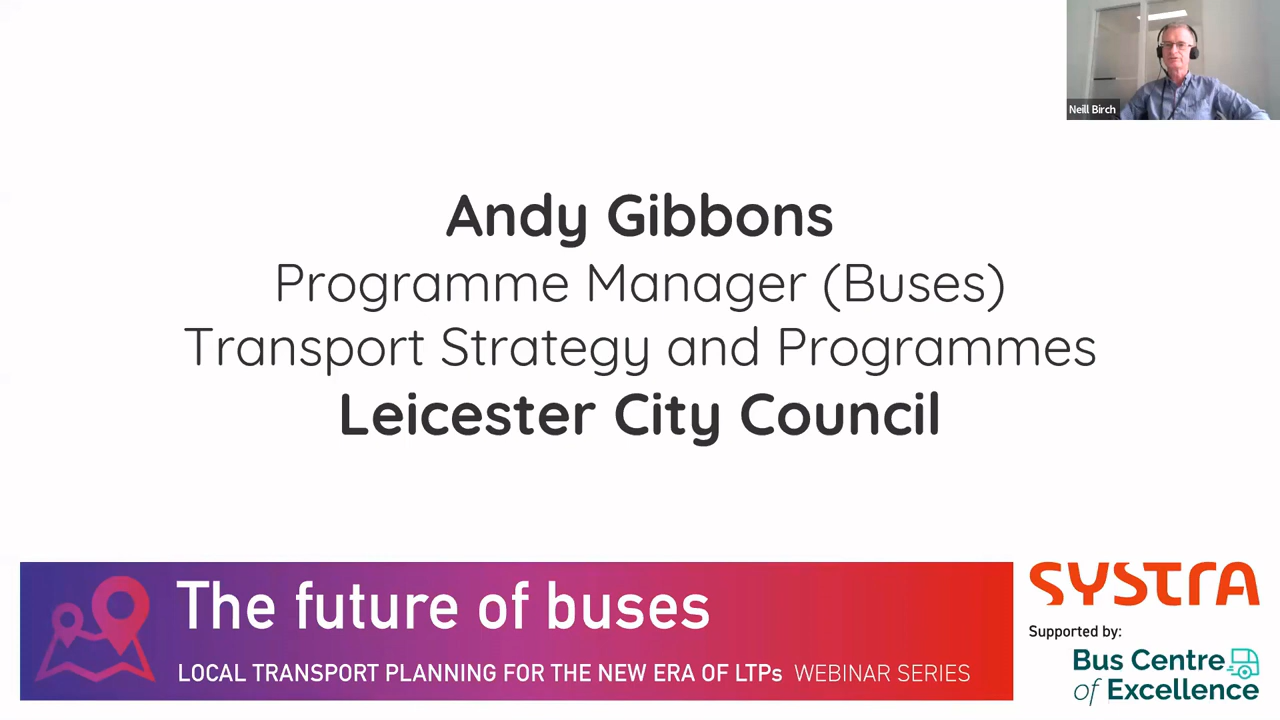 Neill Birch
Andy Gibbons
Programme Manager (Buses)
Transport Strategy and Programmes
Leicester City Council
The future of buses
LOCAL TRANSPORT PLANNING FOR THE NEW ERA OF LTPs WEBINAR SERIES
SYSTRA
Supported by:
Bus Centre
of Excellence